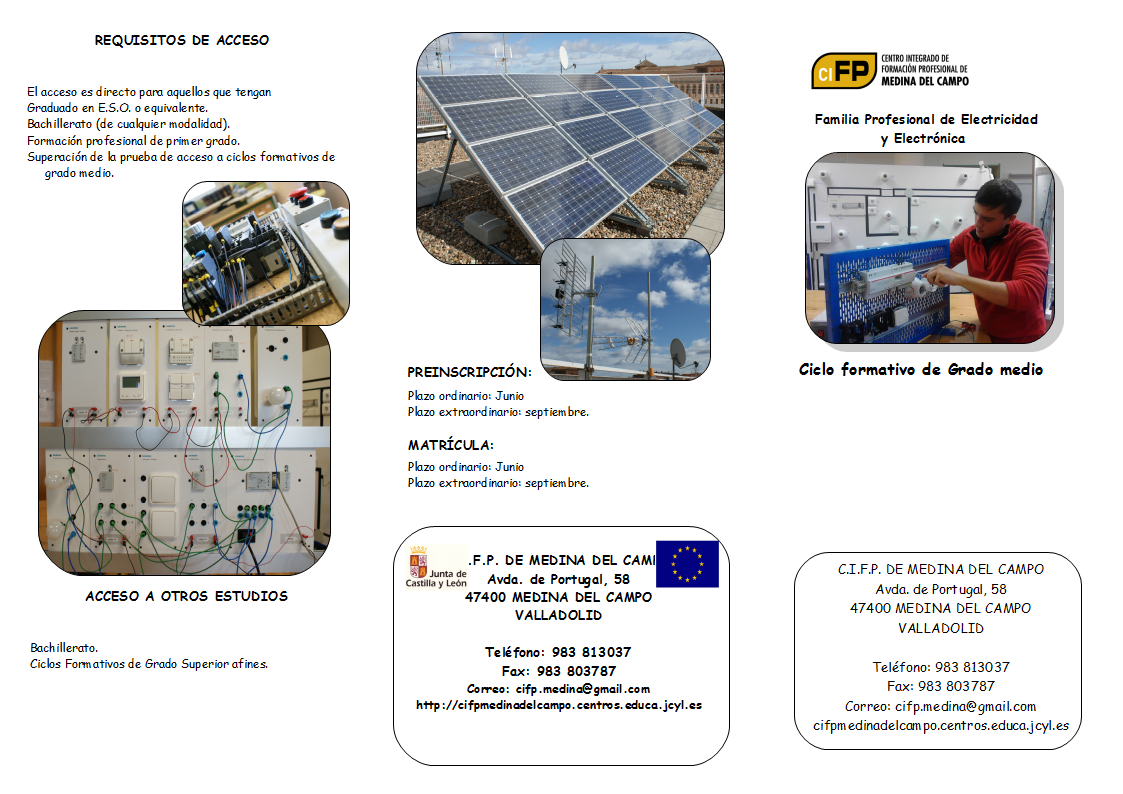 REQUISITOS DE ACCESO
El acceso es directo para aquellos que tengan
Graduado en E.S.O. o equivalente.
Bachillerato (de cualquier modalidad).
Formación profesional de primer grado.
Superación de la prueba de acceso a ciclos formativos de
grado medio.
ACCESO A OTROS ESTUDIOS
Bachillerato.
Ciclos Formativos de Grado Superior afines.
PREINSCRIPCIÓN:
Plazo ordinario: Junio
Plazo extraordinario: septiembre.
MATRÍCULA:
Plazo ordinario: Junio
Plazo extraordinario: septiembre.
Junta de
Castilla y León
.F.P. DE MEDINA DEL CAM
Avda. de Portugal, 58
47400 MEDINA DEL CAMPO
VALLADOLID
Teléfono: 983 813037
Fax: 983 803787
Correo: cifp.medina@gmail.com
http://cifpmedinadelcampo.centros.educa.jcyl.es
CIFP
CENTRO INTEGRADO DE
FORMACIÓN PROFESIONAL DE
MEDINA DEL CAMPO
Familia Profesional de Electricidad
y Electrónica
Ciclo formativo de Grado medio
C.I.F.P. DE MEDINA DEL CAMPO
Avda. de Portugal, 58
47400 MEDINA DEL CAMPO
VALLADOLID
Teléfono: 983 813037
Fax: 983 803787
Correo: cifp.medina@gmail.com
cifpmedinadelcampo.centros.educa.jcyl.es